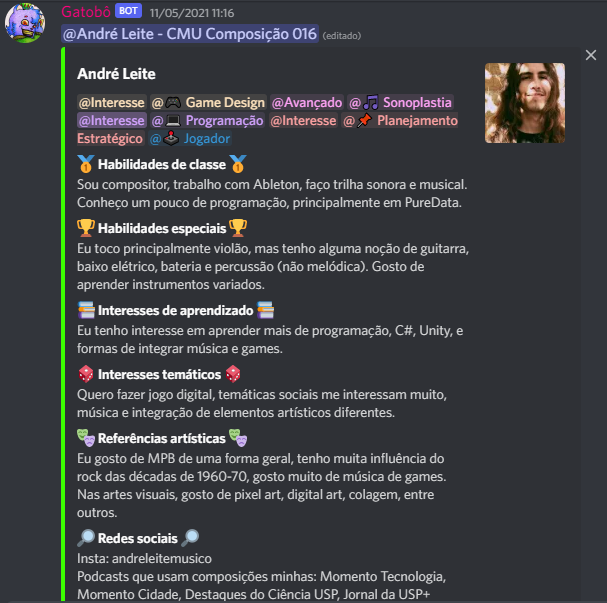 Gatobó BOT 11/05/2021 11:16
@André Leite - CMU Composição 016 (editado)
André Leite
@Interesse @🎮 Game Design @Avançado @🎵 Sonoplastia
@Interesse @💻 Programação @Interesse @📌 Planejamento
Estratégico @🕹️ Jogador
🏅 Habilidades de classe 🏅
Sou compositor, trabalho com Ableton, faço trilha sonora e musical.
Conheço um pouco de programação, principalmente em PureData.
🏆 Habilidades especiais 🏆
Eu toco principalmente violão, mas tenho alguma noção de guitarra,
baixo elétrico, bateria e percussão (não melódica). Gosto de
aprender instrumentos variados.
📚 Interesses de aprendizado 📚
Eu tenho interesse em aprender mais de programação, C#, Unity, e
formas de integrar música e games.
🎲 Interesses temáticos 🎲
Quero fazer jogo digital, temáticas sociais me interessam muito,
música e integração de elementos artísticos diferentes.
🎭 Referências artísticas 🎭
Eu gosto de MPB de uma forma geral, tenho muita influência do
rock das décadas de 1960-70, gosto muito de música de games.
Nas artes visuais, gosto de pixel art, digital art, colagem, entre
outros.
🔎 Redes sociais 🔎
Insta: andreleitemusico
Podcasts que usam composições minhas: Momento Tecnologia,
Momento Cidade, Destaques do Ciência USP, Jornal da USP+